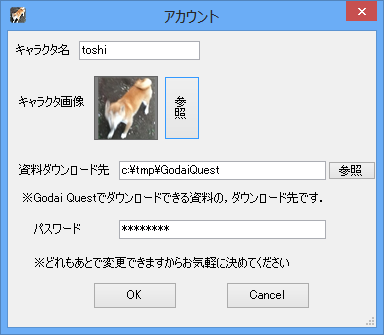 アカウント
キャラクタ名 toshi
キャラクタ画像 参照
資料ダウンロード先 c:¥tmp¥GodaiQuest 参照
※Godai Questでダウンロードできる資料の，ダウンロード先です．
パスワード ********
※どれもあとで変更できますからお気軽に決めてください
OK Cancel